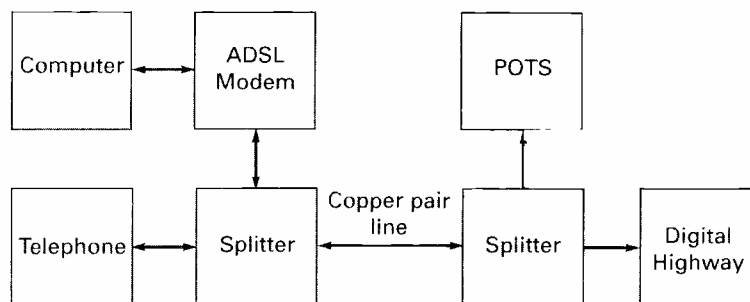 Computer
ADSL
Modem
POTS
Telephone
Splitter
Copper pair
line
Splitter
Digital
Highway